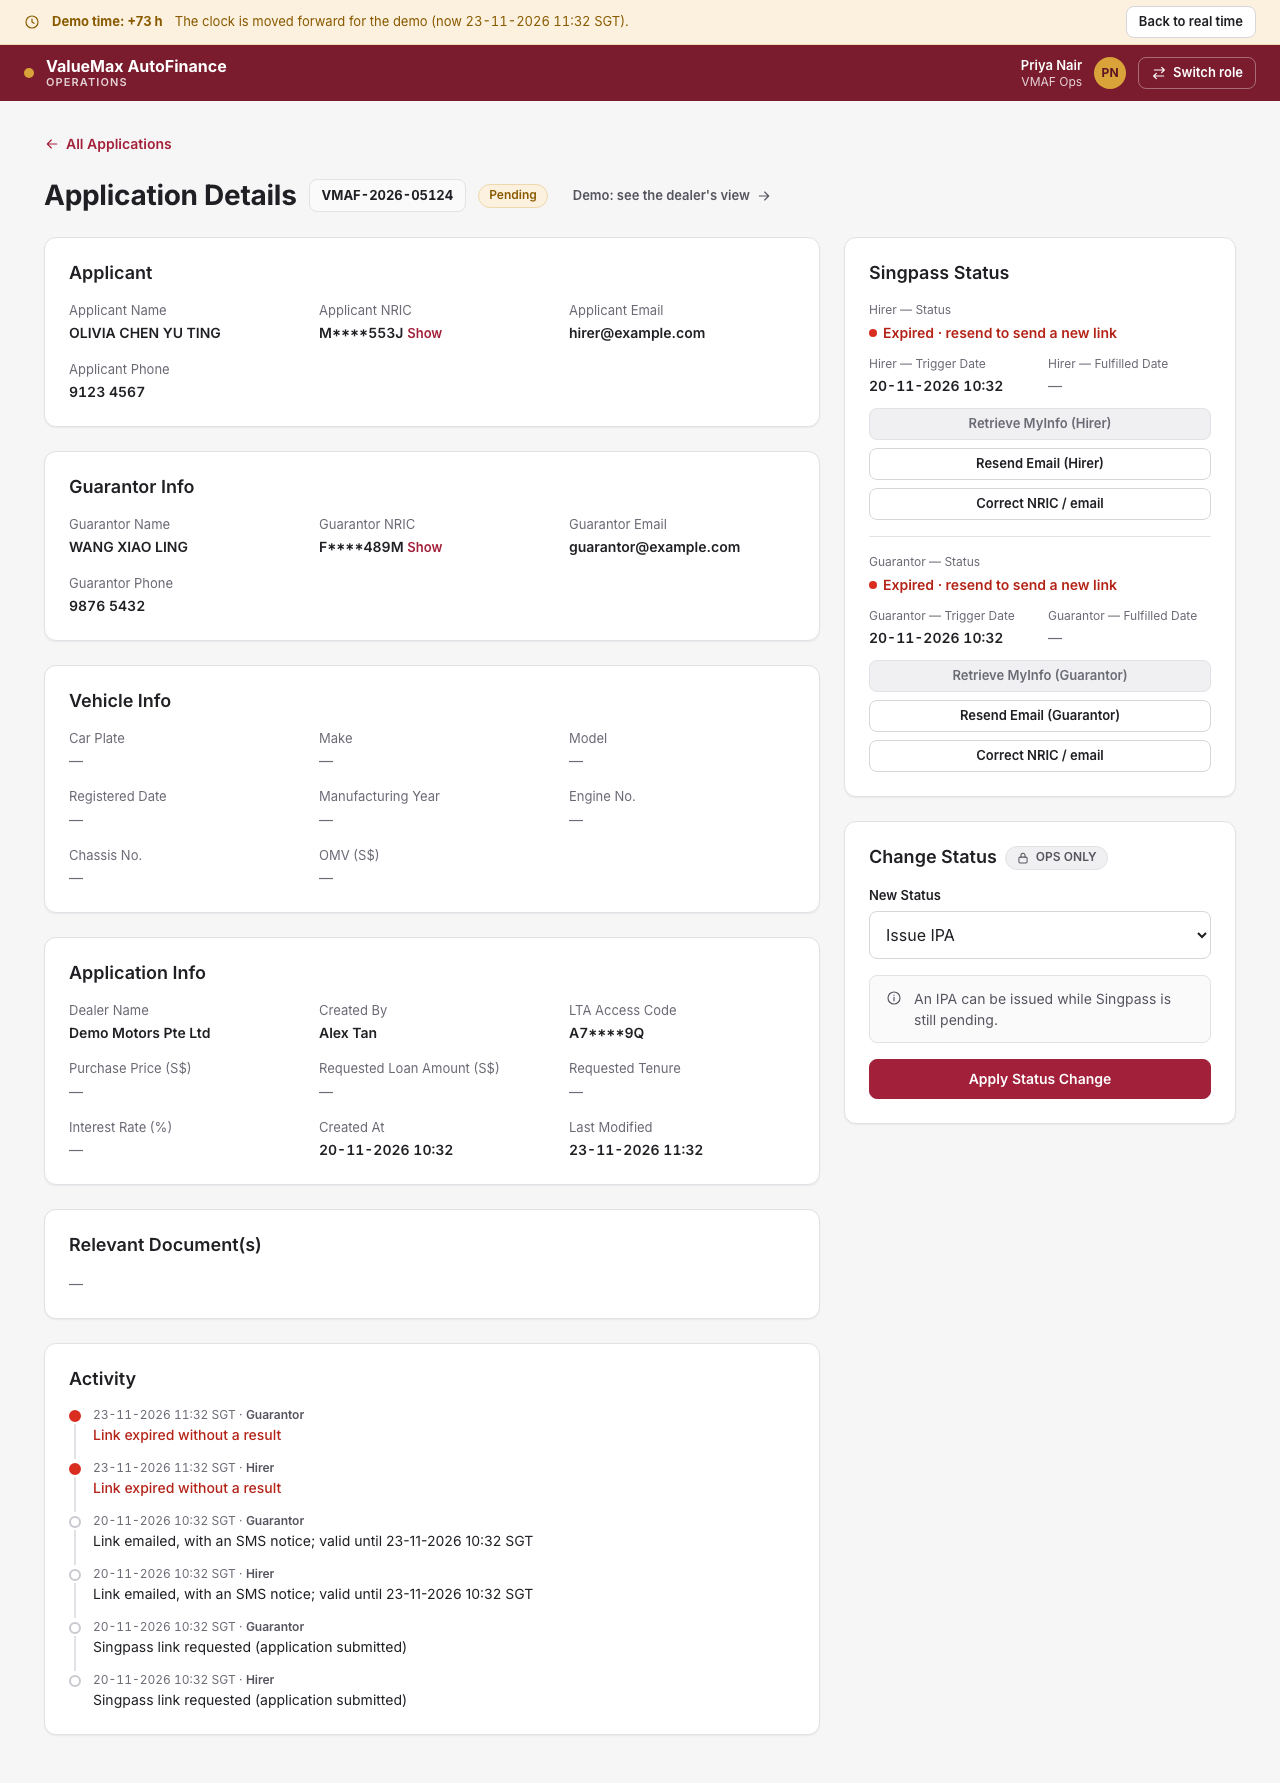 Demo time: +73 h The clock is moved forward for the demo (now 23-11-2026 11:32 SGT).
Back to real time
ValueMax AutoFinance
OPERATIONS
Priya Nair
VMAF Ops
PN
Switch role
← All Applications
Application Details
VMAF-2026-05124
Pending
Demo: see the dealer's view →
Applicant
Applicant Name
OLIVIA CHEN YU TING
Applicant NRIC
M****553J Show
Applicant Email
hirer@example.com
Applicant Phone
9123 4567
Guarantor Info
Guarantor Name
WANG XIAO LING
Guarantor NRIC
F****489M Show
Guarantor Email
guarantor@example.com
Guarantor Phone
9876 5432
Vehicle Info
Car Plate
—
Make
—
Model
—
Registered Date
—
Manufacturing Year
—
Engine No.
—
Chassis No.
—
OMV (S$)
—
Application Info
Dealer Name
Demo Motors Pte Ltd
Created By
Alex Tan
LTA Access Code
A7****9Q
Purchase Price (S$)
—
Requested Loan Amount (S$)
—
Requested Tenure
—
Interest Rate (%)
—
Created At
20-11-2026 10:32
Last Modified
23-11-2026 11:32
Relevant Document(s)
—
Activity
23-11-2026 11:32 SGT · Guarantor
Link expired without a result
23-11-2026 11:32 SGT · Hirer
Link expired without a result
20-11-2026 10:32 SGT · Guarantor
Link emailed, with an SMS notice; valid until 23-11-2026 10:32 SGT
20-11-2026 10:32 SGT · Hirer
Link emailed, with an SMS notice; valid until 23-11-2026 10:32 SGT
20-11-2026 10:32 SGT · Guarantor
Singpass link requested (application submitted)
20-11-2026 10:32 SGT · Hirer
Singpass link requested (application submitted)
Singpass Status
Hirer — Status
Expired · resend to send a new link
Hirer — Trigger Date
20-11-2026 10:32
Hirer — Fulfilled Date
—
Retrieve MyInfo (Hirer)
Resend Email (Hirer)
Correct NRIC / email
Guarantor — Status
Expired · resend to send a new link
Guarantor — Trigger Date
20-11-2026 10:32
Guarantor — Fulfilled Date
—
Retrieve MyInfo (Guarantor)
Resend Email (Guarantor)
Correct NRIC / email
Change Status
OPS ONLY
New Status
Issue IPA
An IPA can be issued while Singpass is
still pending.
Apply Status Change